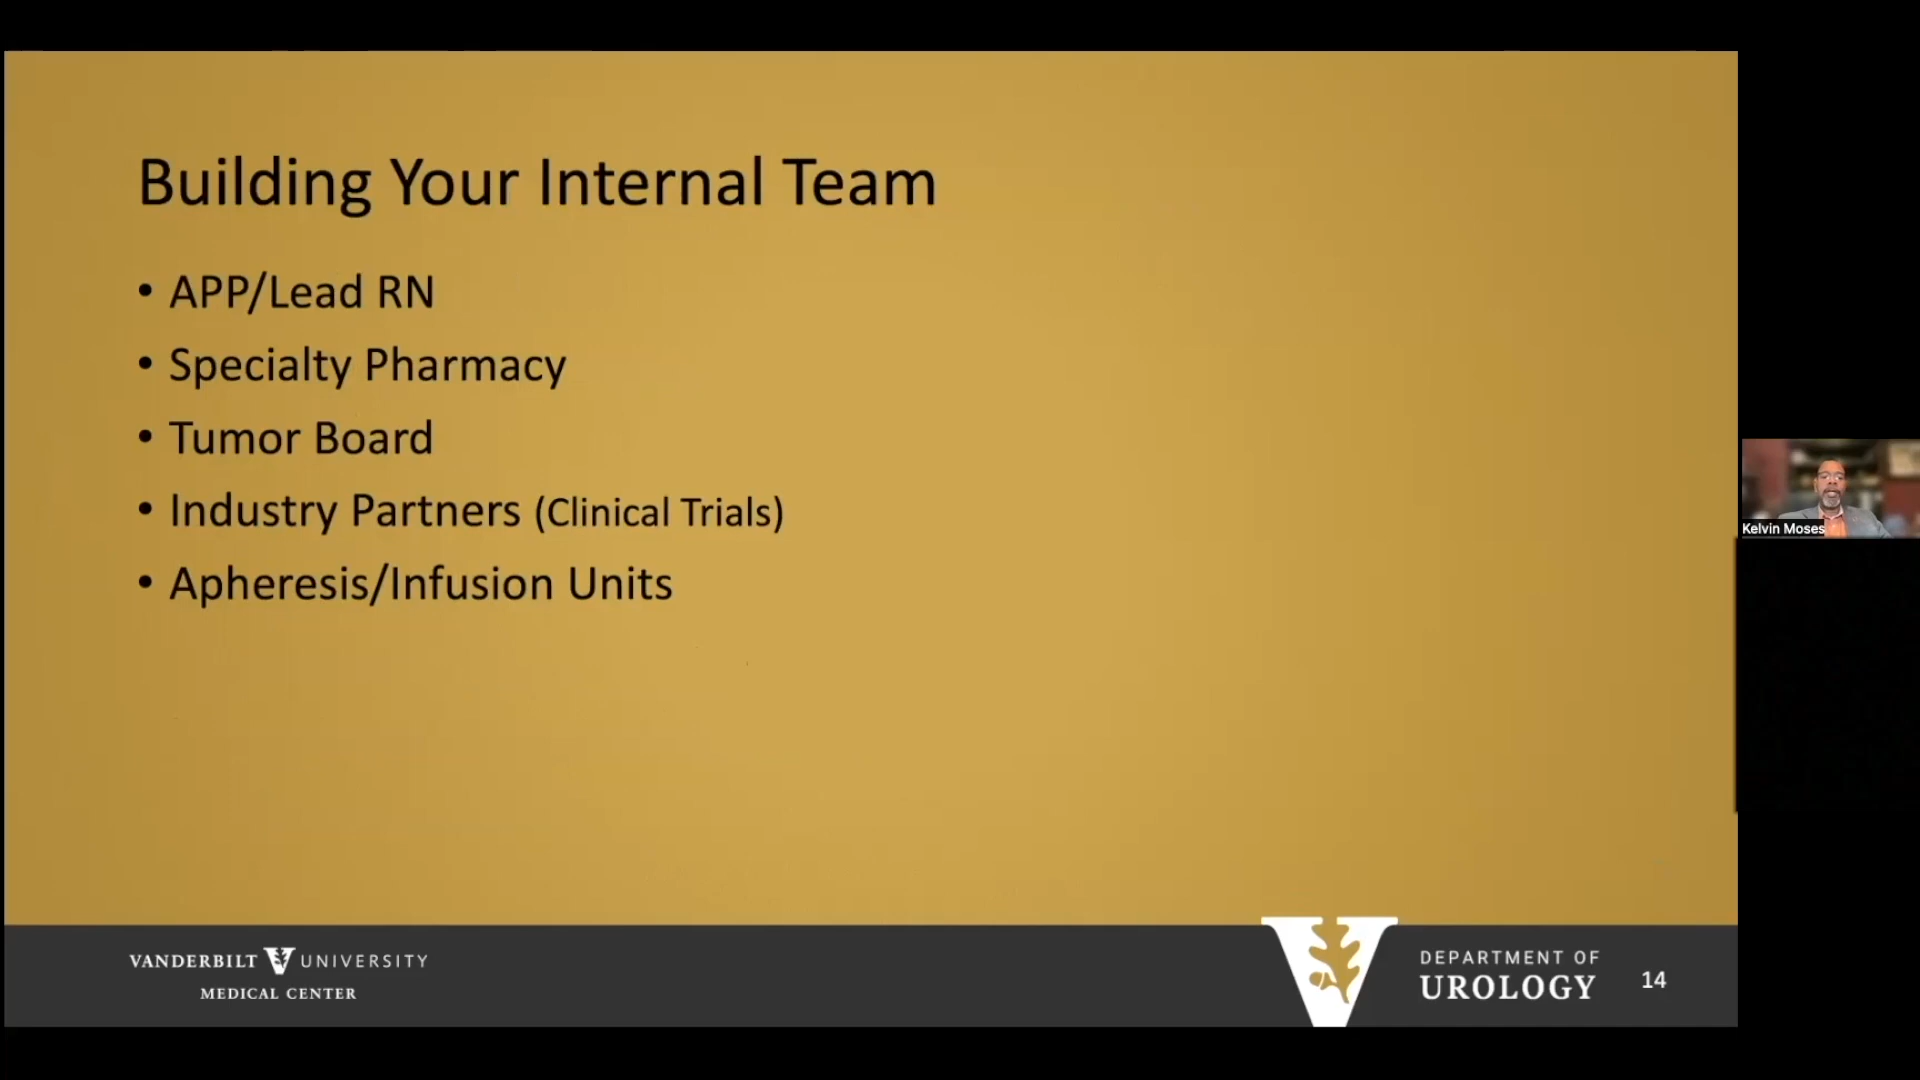 Building Your Internal Team
• APP/Lead RN
• Specialty Pharmacy
• Tumor Board
• Industry Partners (Clinical Trials)
• Apheresis/Infusion Units
Kelvin Moses
VANDERBILT V UNIVERSITY
MEDICAL CENTER
V
DEPARTMENT OF
UROLOGY
14